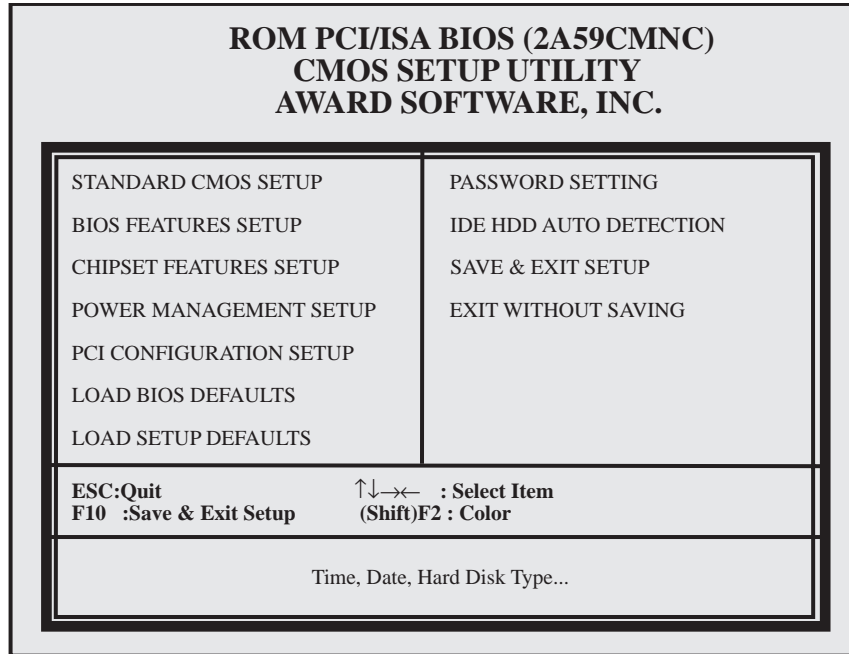 ROM PCI/ISA BIOS (2A59CMNC)
CMOS SETUP UTILITY
AWARD SOFTWARE, INC.
STANDARD CMOS SETUP
BIOS FEATURES SETUP
CHIPSET FEATURES SETUP
POWER MANAGEMENT SETUP
PCI CONFIGURATION SETUP
LOAD BIOS DEFAULTS
LOAD SETUP DEFAULTS
PASSWORD SETTING
IDE HDD AUTO DETECTION
SAVE & EXIT SETUP
EXIT WITHOUT SAVING
ESC:Quit ↑↓→← : Select Item
F10 :Save & Exit Setup (Shift)F2 : Color
Time, Date, Hard Disk Type...